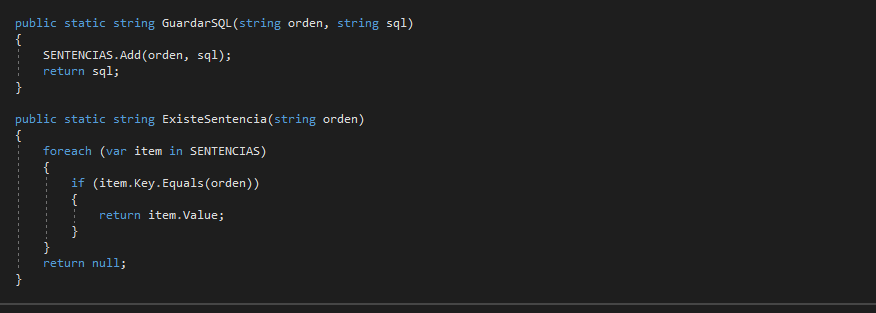 public static string GuardarSQL(string orden, string sql)
{
    SENTENCIAS.Add(orden, sql);
    return sql;
}

public static string ExisteSentencia(string orden)
{
    foreach (var item in SENTENCIAS)
    {
        if (item.Key.Equals(orden))
        {
            return item.Value;
        }
    }
    return null;
}